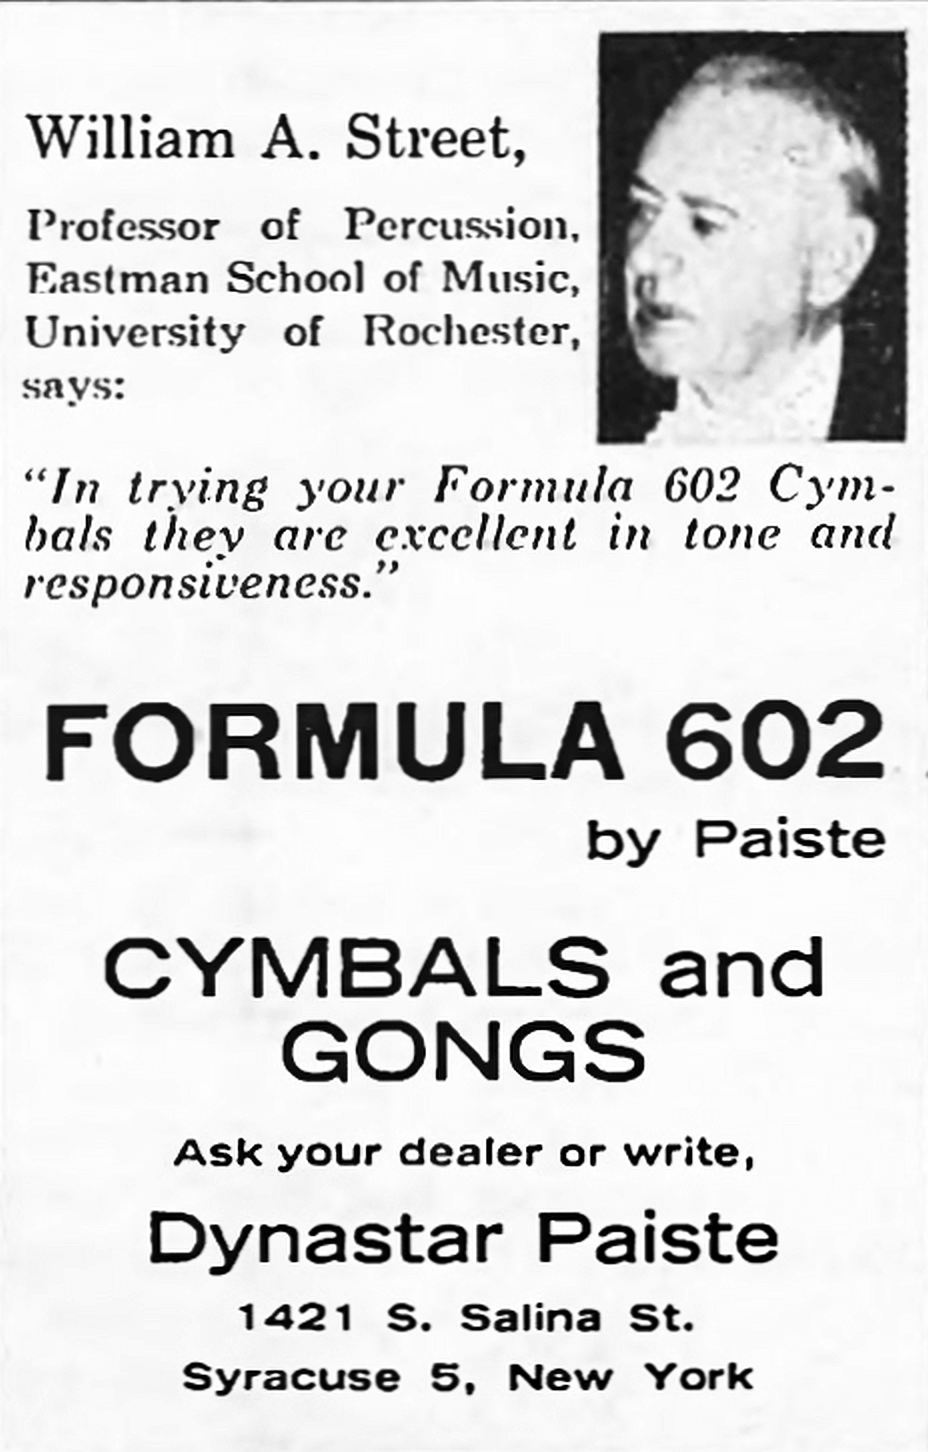 William A. Street,
Professor of Percussion,
Eastman School of Music,
University of Rochester,
says:
"In trying your Formula 602 Cym-
bals they are excellent in tone and
responsiveness."
FORMULA 602
by Paiste
CYMBALS and
GONGS
Ask your dealer or write,
Dynastar Paiste
1421 S. Salina St.
Syracuse 5, New York